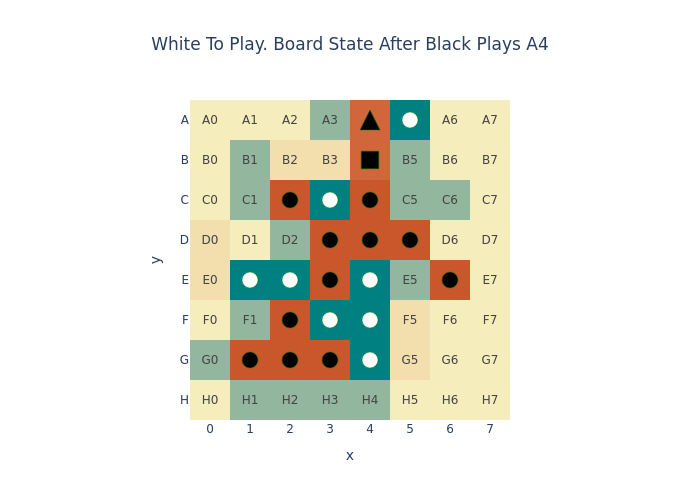 White To Play. Board State After Black Plays A4
A A0 A1 A2 A3 A6 A7
B B0 B1 B2 B3 B5 B6 B7
C C0 C1 C5 C6 C7
D D0 D1 D2 D6 D7
E E0 E5 E7
F F0 F1 F5 F6 F7
G G0 G5 G6 G7
H H0 H1 H2 H3 H4 H5 H6 H7
0 1 2 3 4 5 6 7
x
y